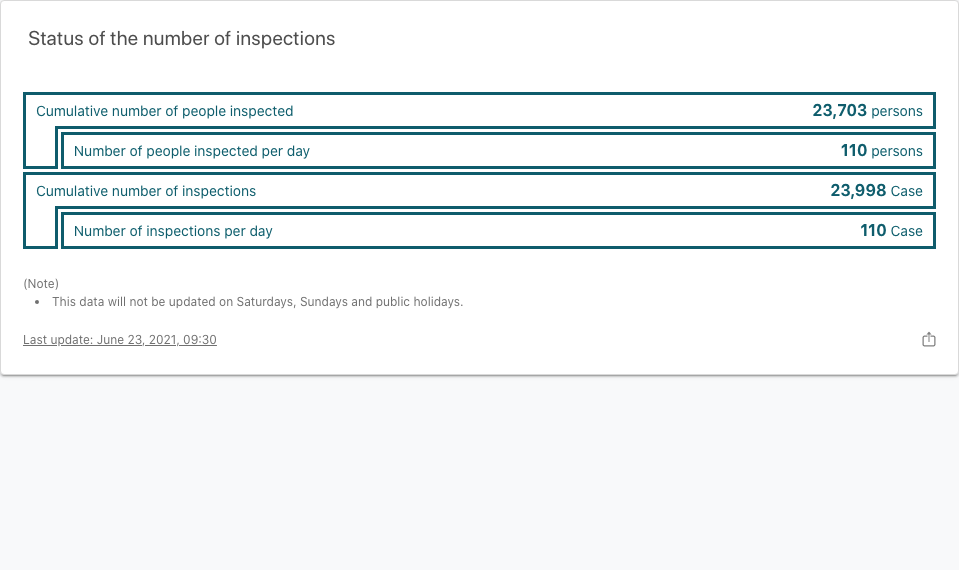 Status of the number of inspections
Cumulative number of people inspected 23,703 persons
Number of people inspected per day 110 persons
Cumulative number of inspections 23,998 Case
Number of inspections per day 110 Case
(Note)
• This data will not be updated on Saturdays, Sundays and public holidays.
Last update: June 23, 2021, 09:30